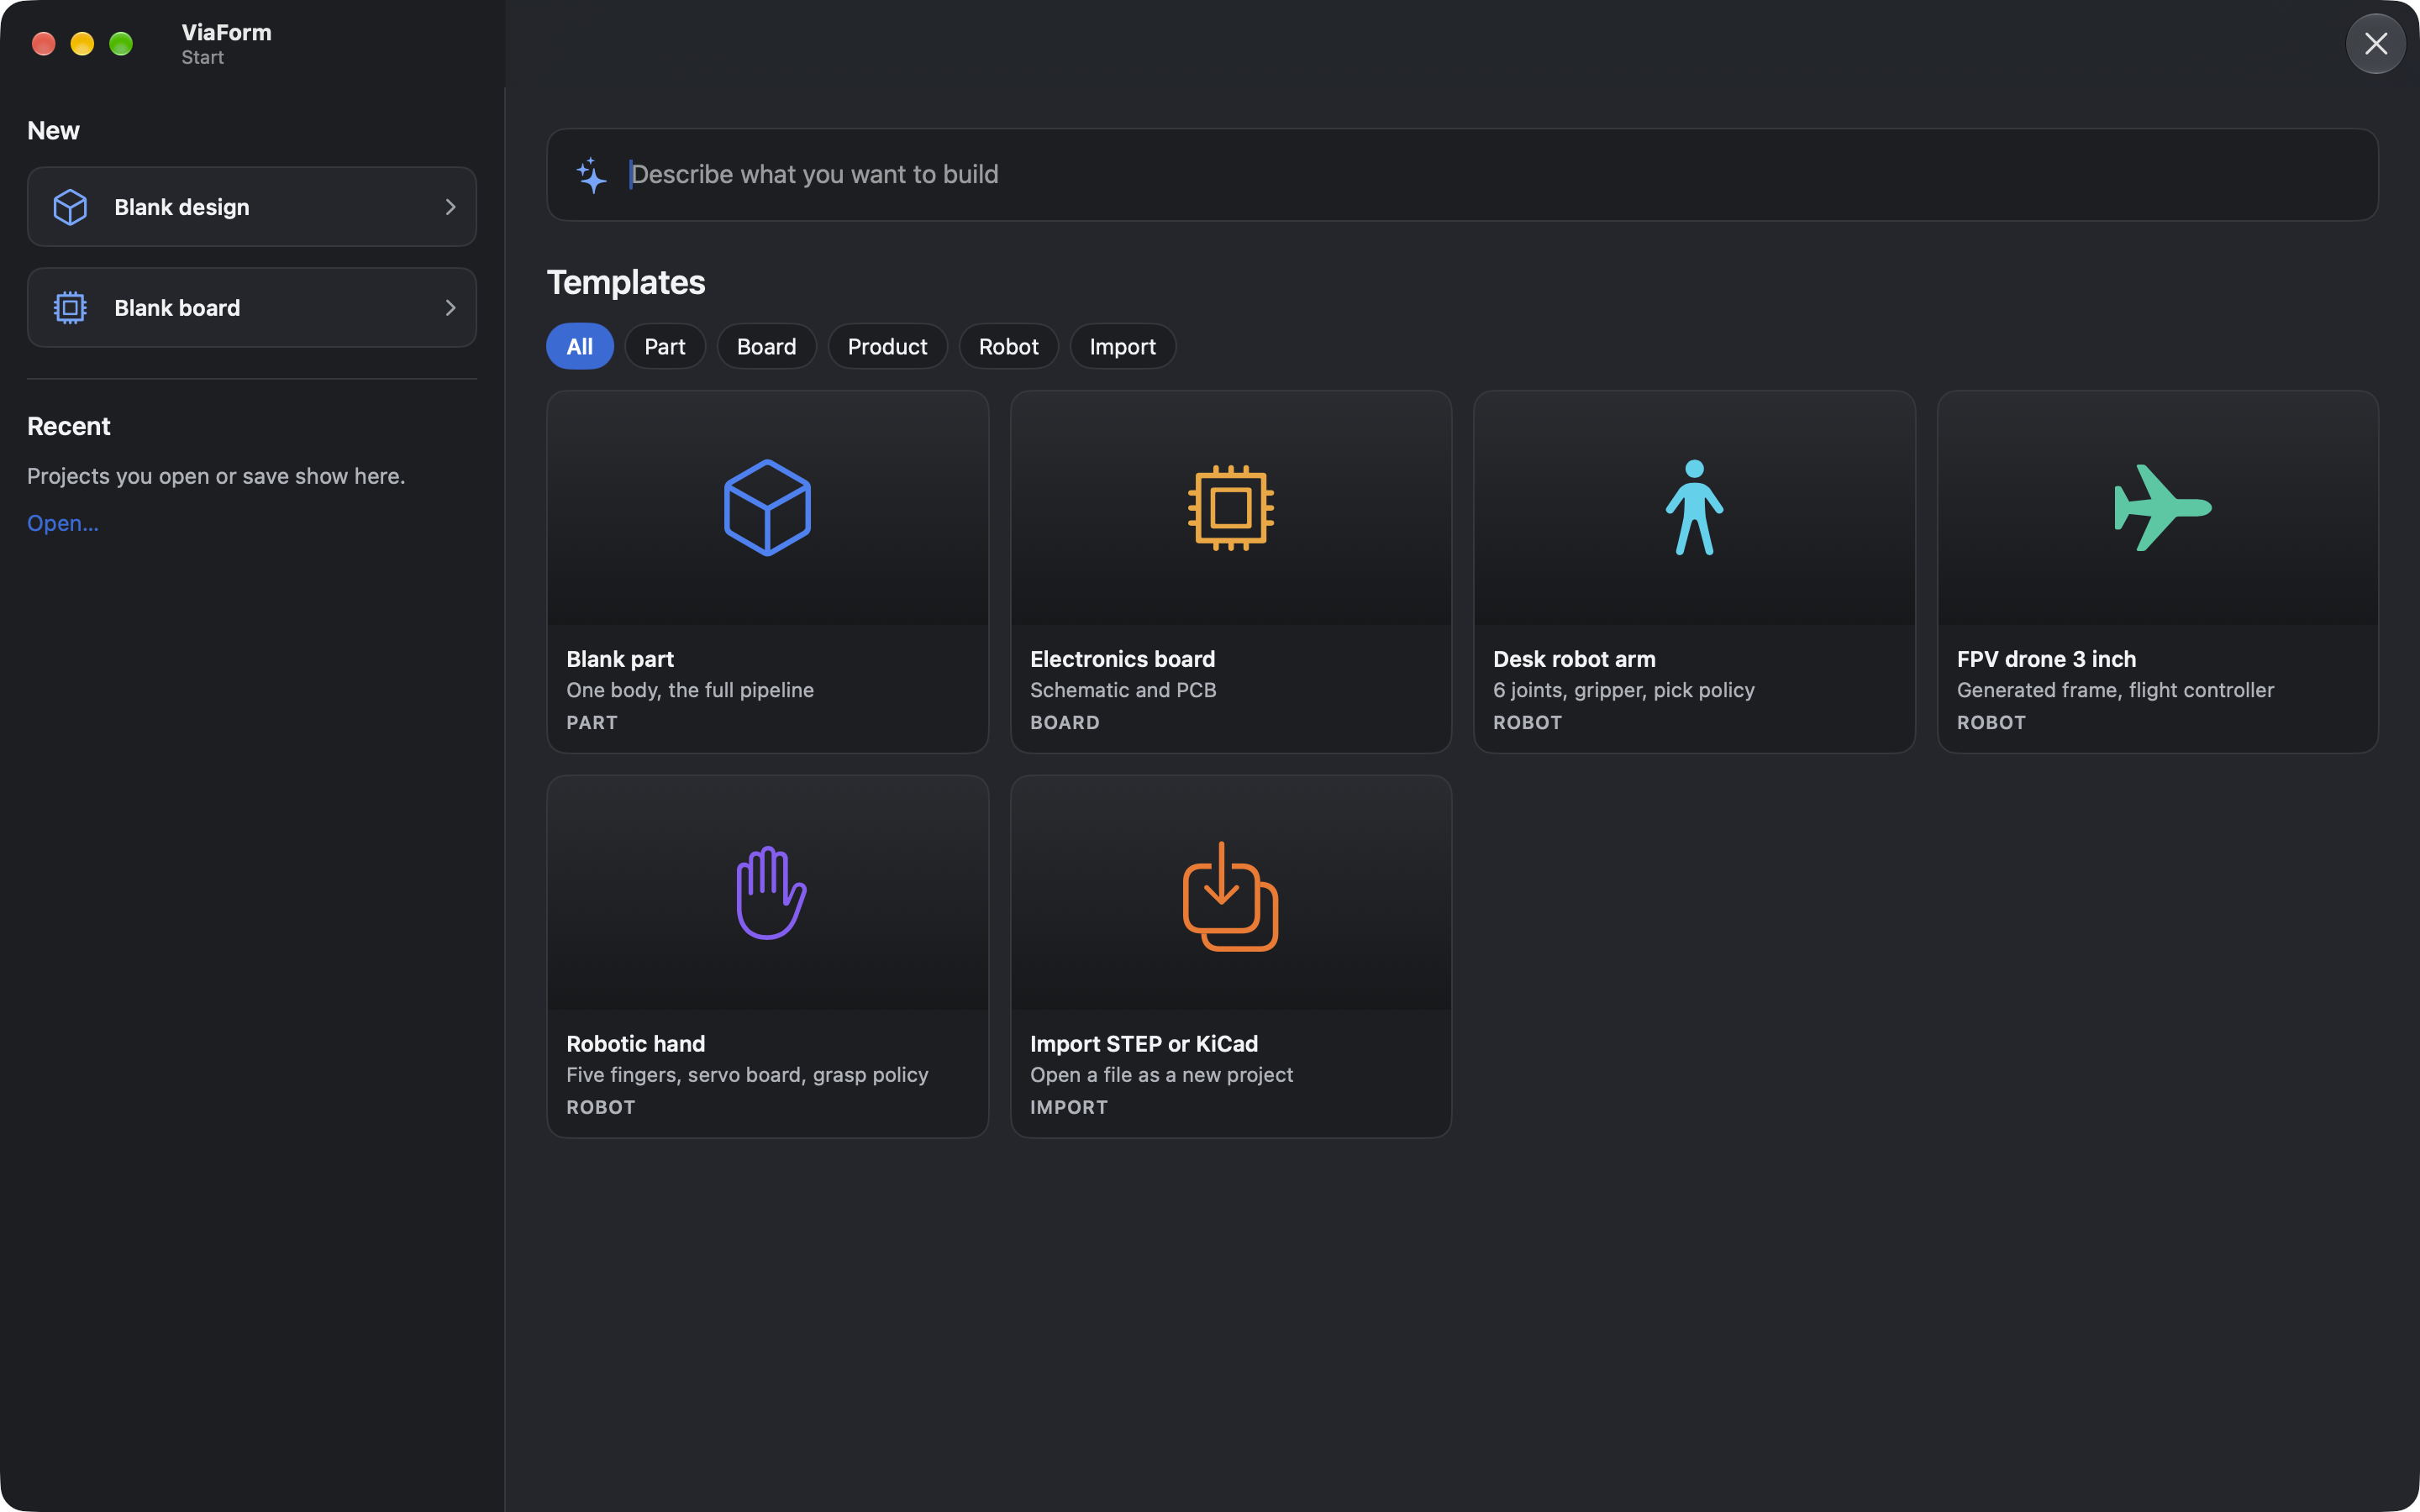 ViaForm
Start
New
Blank design
Blank board
Recent
Projects you open or save show here.
Open...
Describe what you want to build
Templates
All
Part
Board
Product
Robot
Import
Blank part
One body, the full pipeline
PART
Electronics board
Schematic and PCB
BOARD
Desk robot arm
6 joints, gripper, pick policy
ROBOT
FPV drone 3 inch
Generated frame, flight controller
ROBOT
Robotic hand
Five fingers, servo board, grasp policy
ROBOT
Import STEP or KiCad
Open a file as a new project
IMPORT